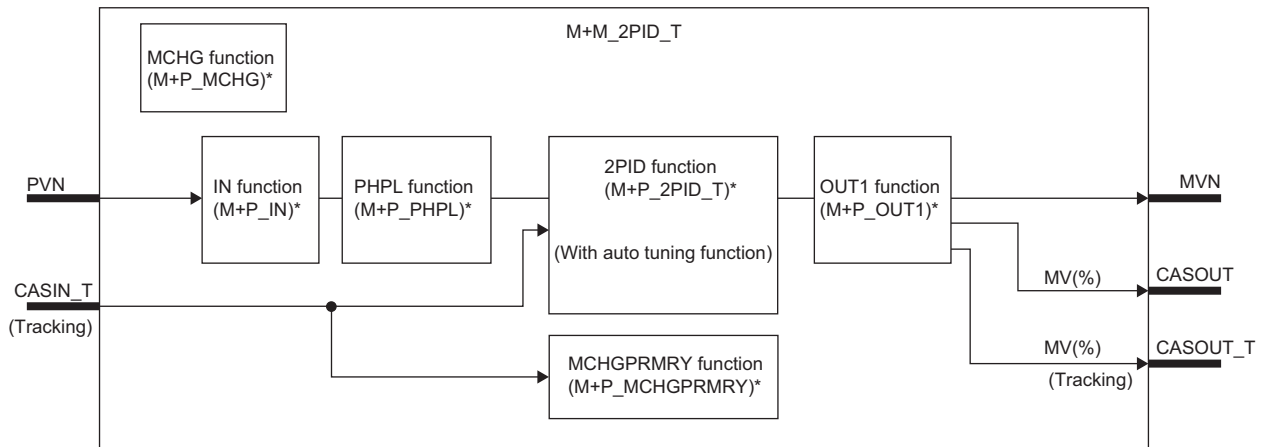 M+M_2PID_T
MCHG function
(M+P_MCHG)*
PVN
IN function
(M+P_IN)*
PHPL function
(M+P_PHPL)*
2PID function
(M+P_2PID_T)*
(With auto tuning function)
OUT1 function
(M+P_OUT1)*
MVN
CASIN_T
(Tracking)
MV(%)
CASOUT
MCHGPRMRY function
(M+P_MCHGPRMRY)*
MV(%)
(Tracking)
CASOUT_T